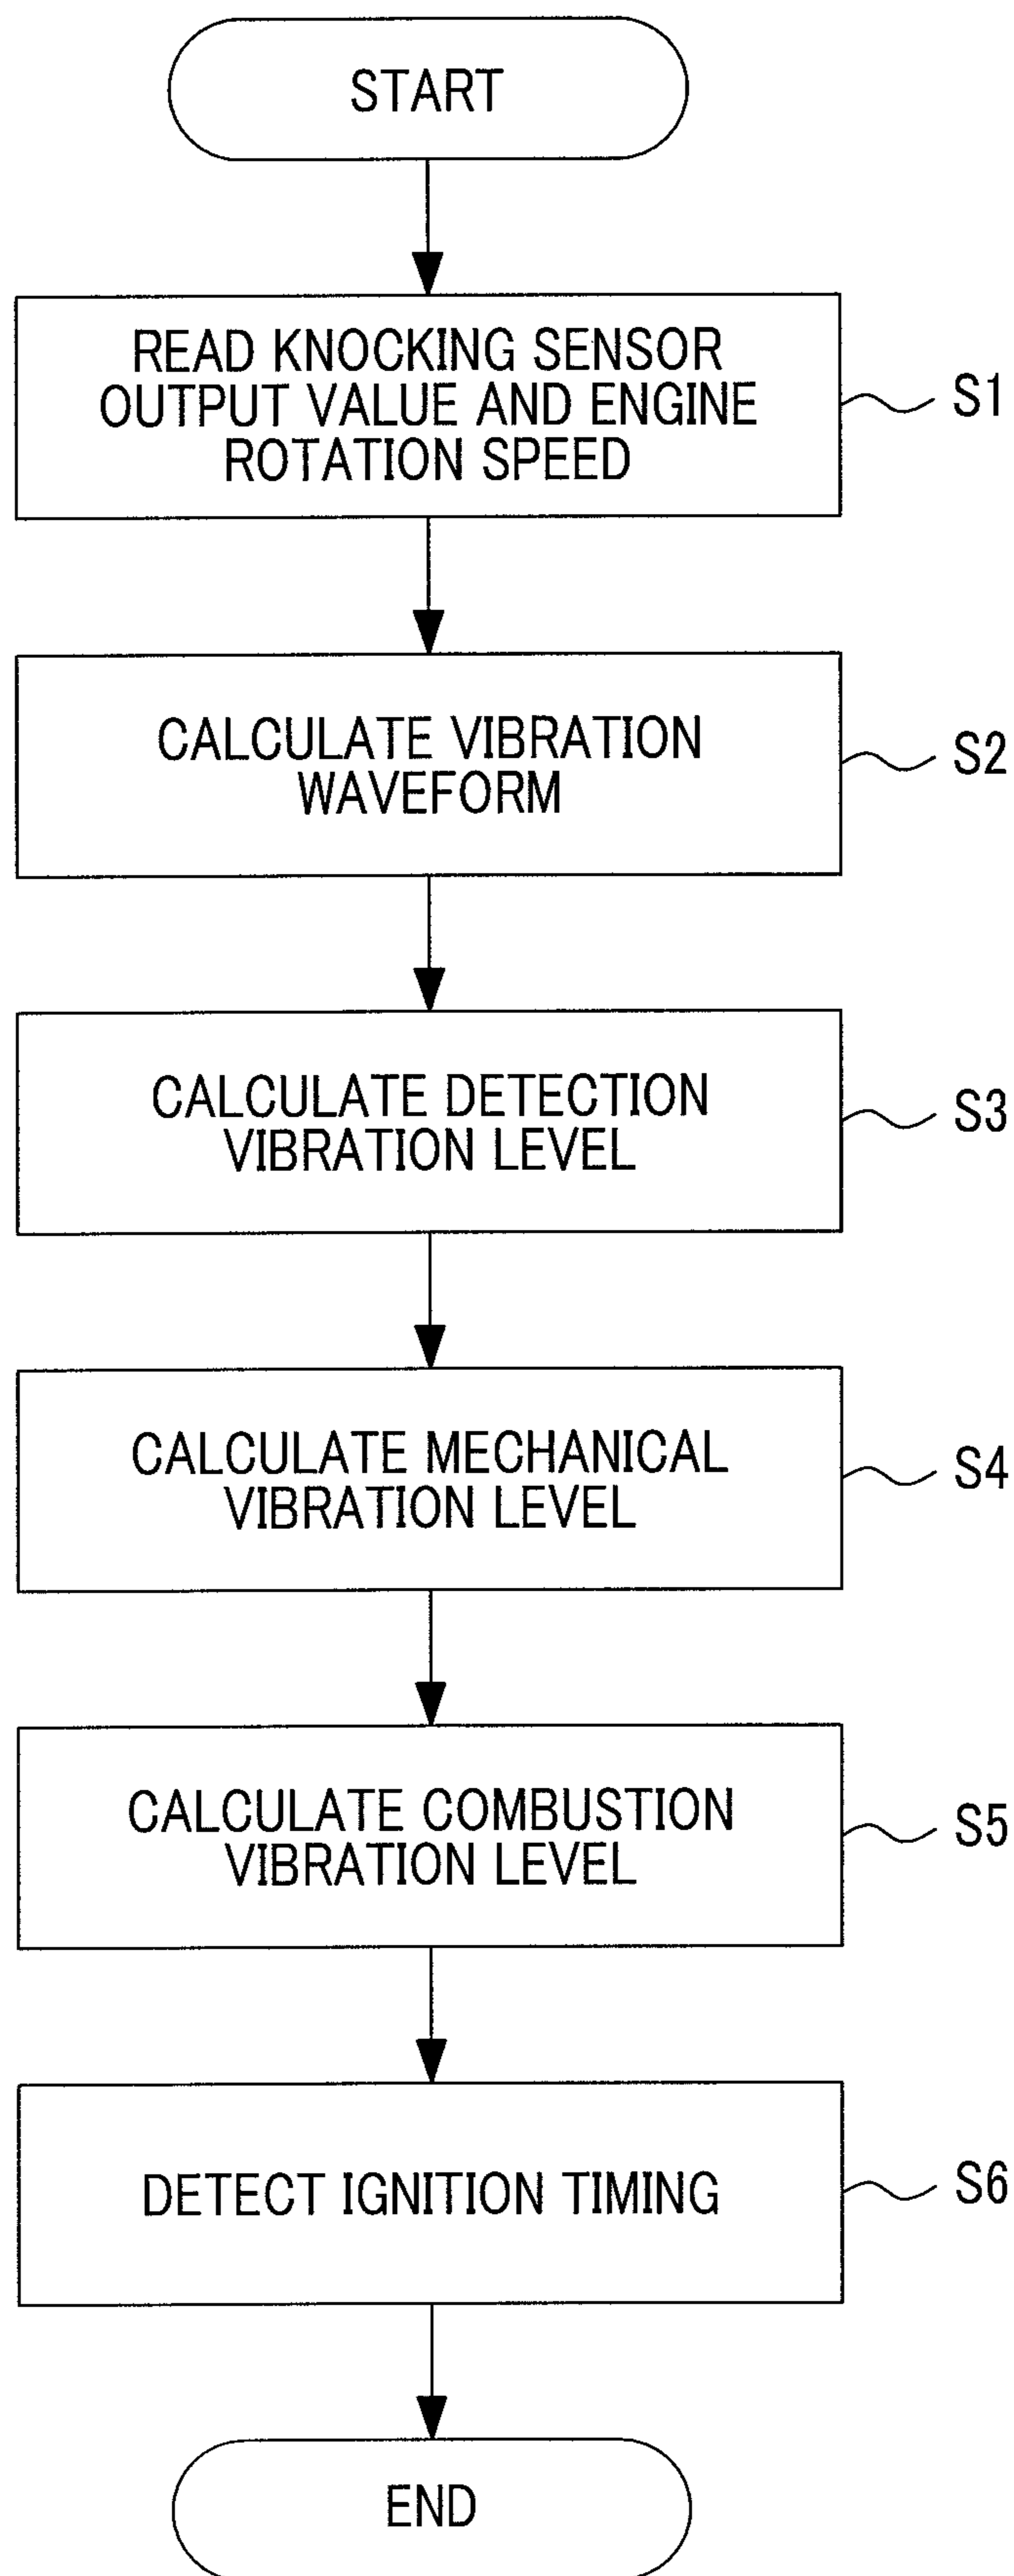 START
READ KNOCKING SENSOR
OUTPUT VALUE AND ENGINE
ROTATION SPEED
S1
CALCULATE VIBRATION
WAVEFORM
S2
CALCULATE DETECTION
VIBRATION LEVEL
S3
CALCULATE MECHANICAL
VIBRATION LEVEL
S4
CALCULATE COMBUSTION
VIBRATION LEVEL
S5
DETECT IGNITION TIMING
S6
END